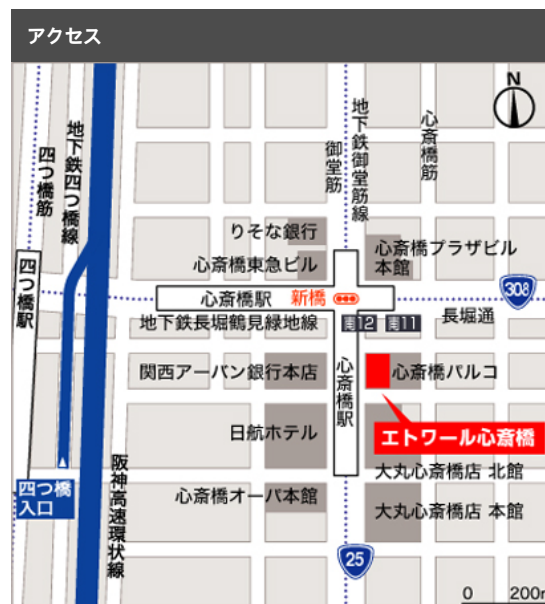 アクセス
N
地下鉄四つ橋線
四つ橋筋
地下鉄御堂筋線
御堂筋
心斎橋筋
りそな銀行
心斎橋プラザビル
本館
心斎橋東急ビル
四つ橋駅
心斎橋駅
新橋
308
地下鉄長堀鶴見緑地線
南12
南11
長堀通
関西アーバン銀行本店
心斎橋駅
心斎橋パルコ
日航ホテル
エトワール心斎橋
阪神高速環状線
大丸心斎橋店 北館
四つ橋
入口
心斎橋オーパ本館
大丸心斎橋店 本館
25
0 200m